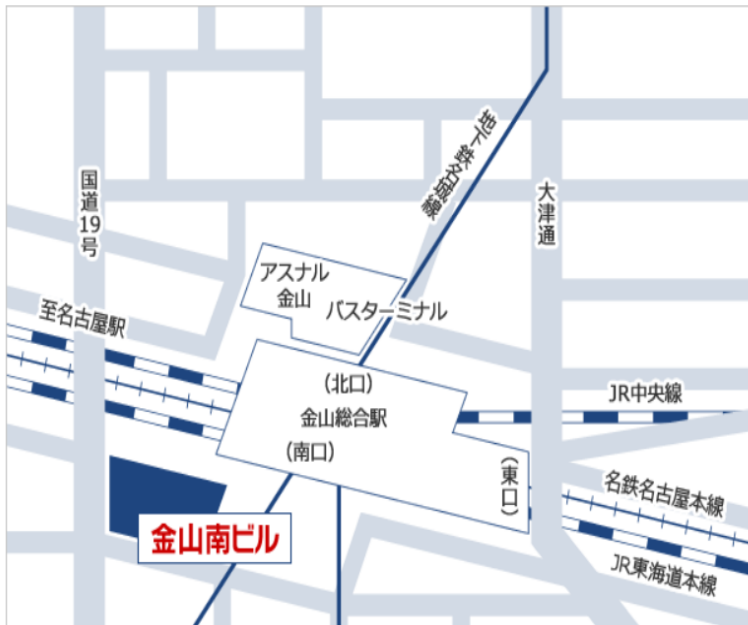 国道19号
地下鉄名城線
大津通
アスナル
金山
バスターミナル
至名古屋駅
(北口)
金山総合駅
(南口)
(東口)
JR中央線
名鉄名古屋本線
JR東海道本線
金山南ビル